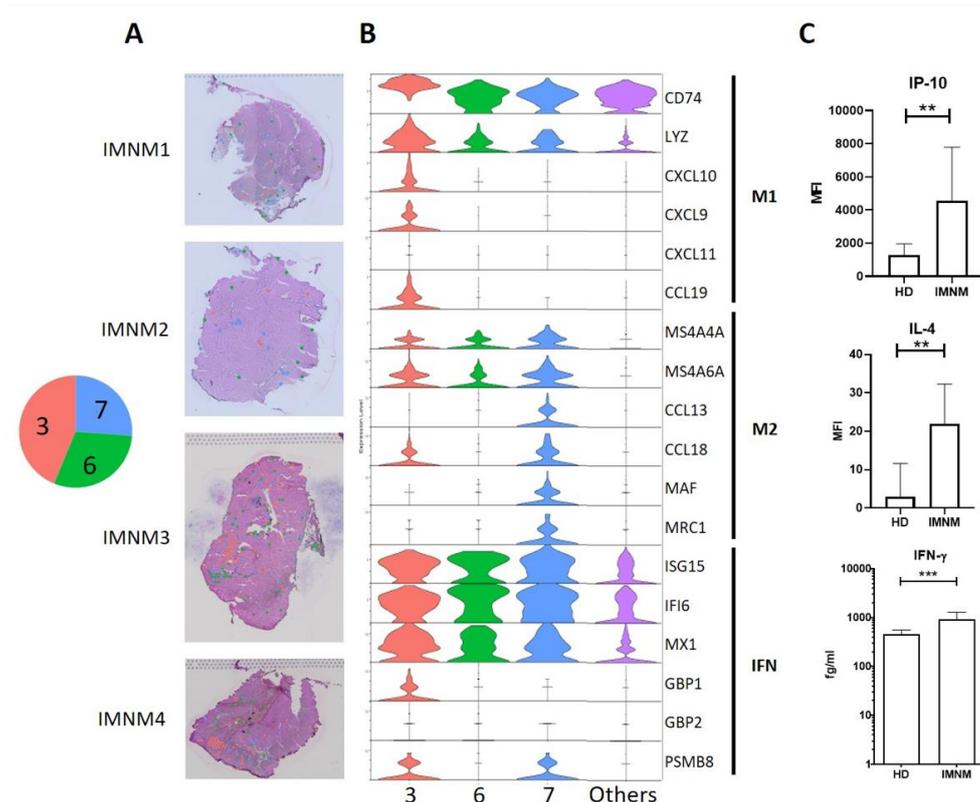 A
B
C
IMNM1
IMNM2
IMNM3
IMNM4
3
7
6
Expression Level
CD74
LYZ
CXCL10
CXCL9
CXCL11
CCL19
MS4A4A
MS4A6A
CCL13
CCL18
MAF
MRC1
ISG15
IFI6
MX1
GBP1
GBP2
PSMB8
3 6 7 Others
M1
M2
IFN
IP-10
**
MFI
10000
8000
6000
4000
2000
0
HD IMNM
IL-4
**
MFI
40
30
20
10
0
HD IMNM
IFN-γ
***
fg/ml
10000
1000
100
10
1
HD IMNM